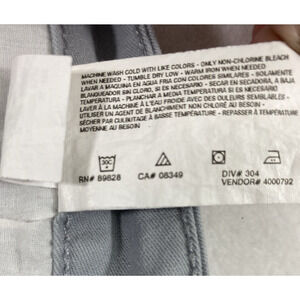 MACHINE WASH COLD WITH LIKE COLORS - ONLY NON-CHLORINE BLEACH
WHEN NEEDED - TUMBLE DRY LOW - WARM IRON WHEN NEEDED
LAVAR A MAQUINA EN AGUA FRIA CON COLORES SIMILARES - SOLAMENTE
BLANQUEADOR SIN CLORO, SI ES NECESARIO - SECAR EN SECADORA, A BAJA
TEMPERATURA - PLANCHAR A MEDIA TEMPERATURA CUANDO ES NECESARIO
LAVER À LA MACHINE À L'EAU FROIDE AVEC COULEURS SIMILAIRES
UTILISER UN AGENT DE BLANCHIMENT NON CHLORÉ AU BESOIN
SÉCHER PAR CULBUTAGE À BASSE TEMPÉRATURE - REPASSER À TEMPÉRATURE
MOYENNE AU BESOIN
30C
RN# 89828
CA# 08349
DIV# 304
VENDOR# 4000792